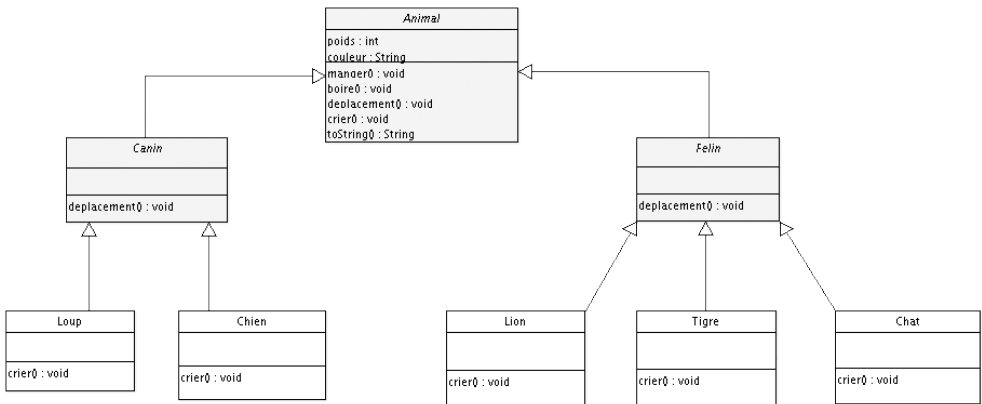 Animal
poids : int
couleur : String
manger() : void
boire() : void
deplacement() : void
crier() : void
toString() : String
Canin
deplacement() : void
Felin
deplacement() : void
Loup
crier() : void
Chien
crier() : void
Lion
crier() : void
Tigre
crier() : void
Chat
crier() : void